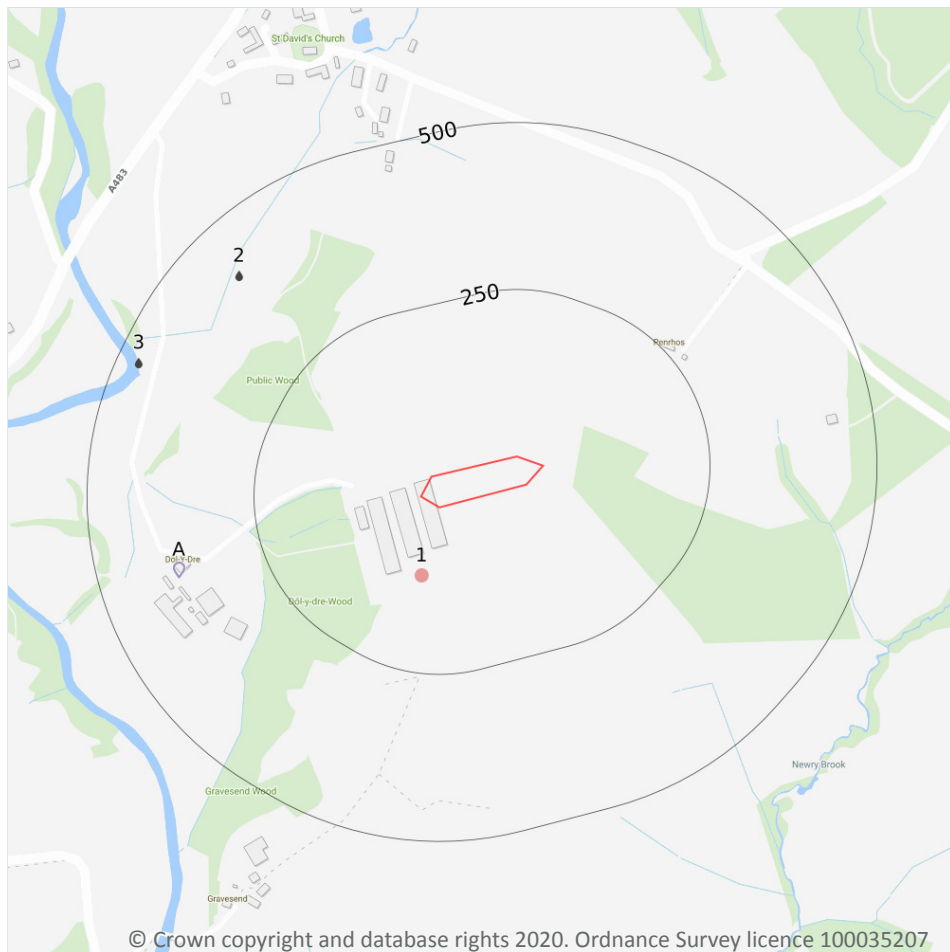 St David's Church
500
A483
2
250
3
Penrhos
Public Wood
A
Dol-Y-Dre
1
Dôl-y-dre-Wood
Newry Brook
Gravesend Wood
Gravesend
© Crown copyright and database rights 2020. Ordnance Survey licence 100035207